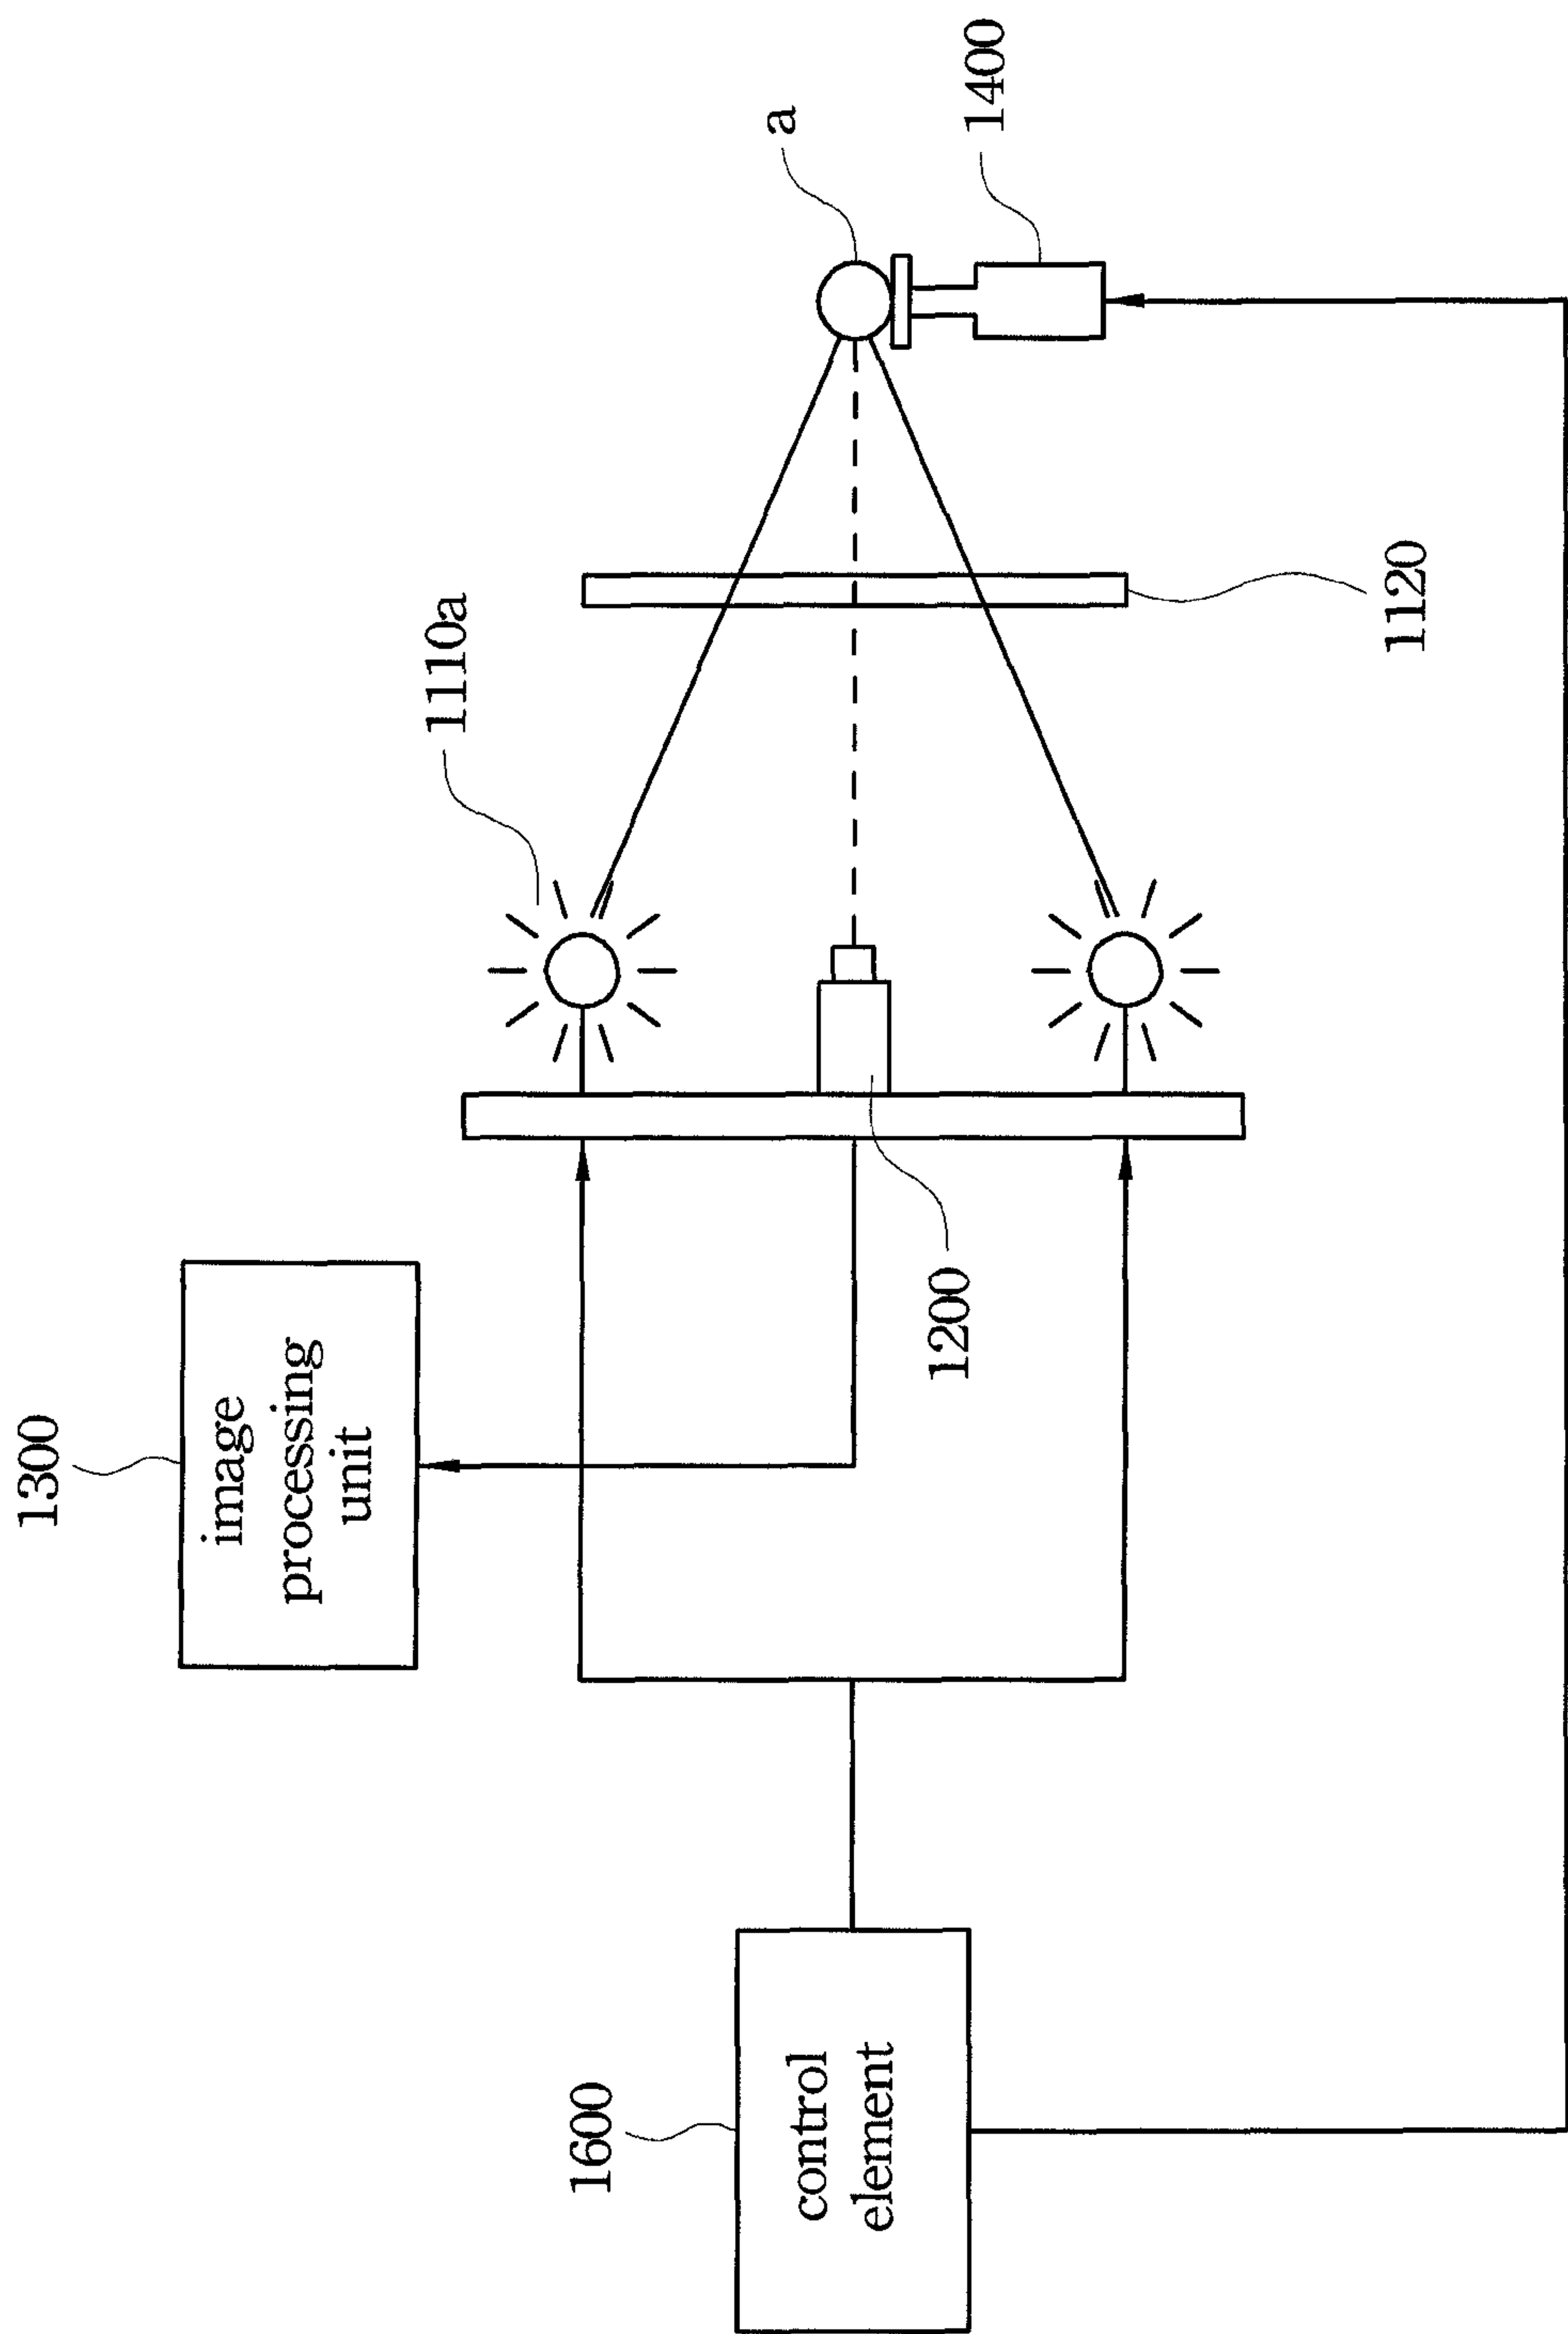 1300
image
processing
unit
1110a
a
1400
1200
1120
1600
control
element